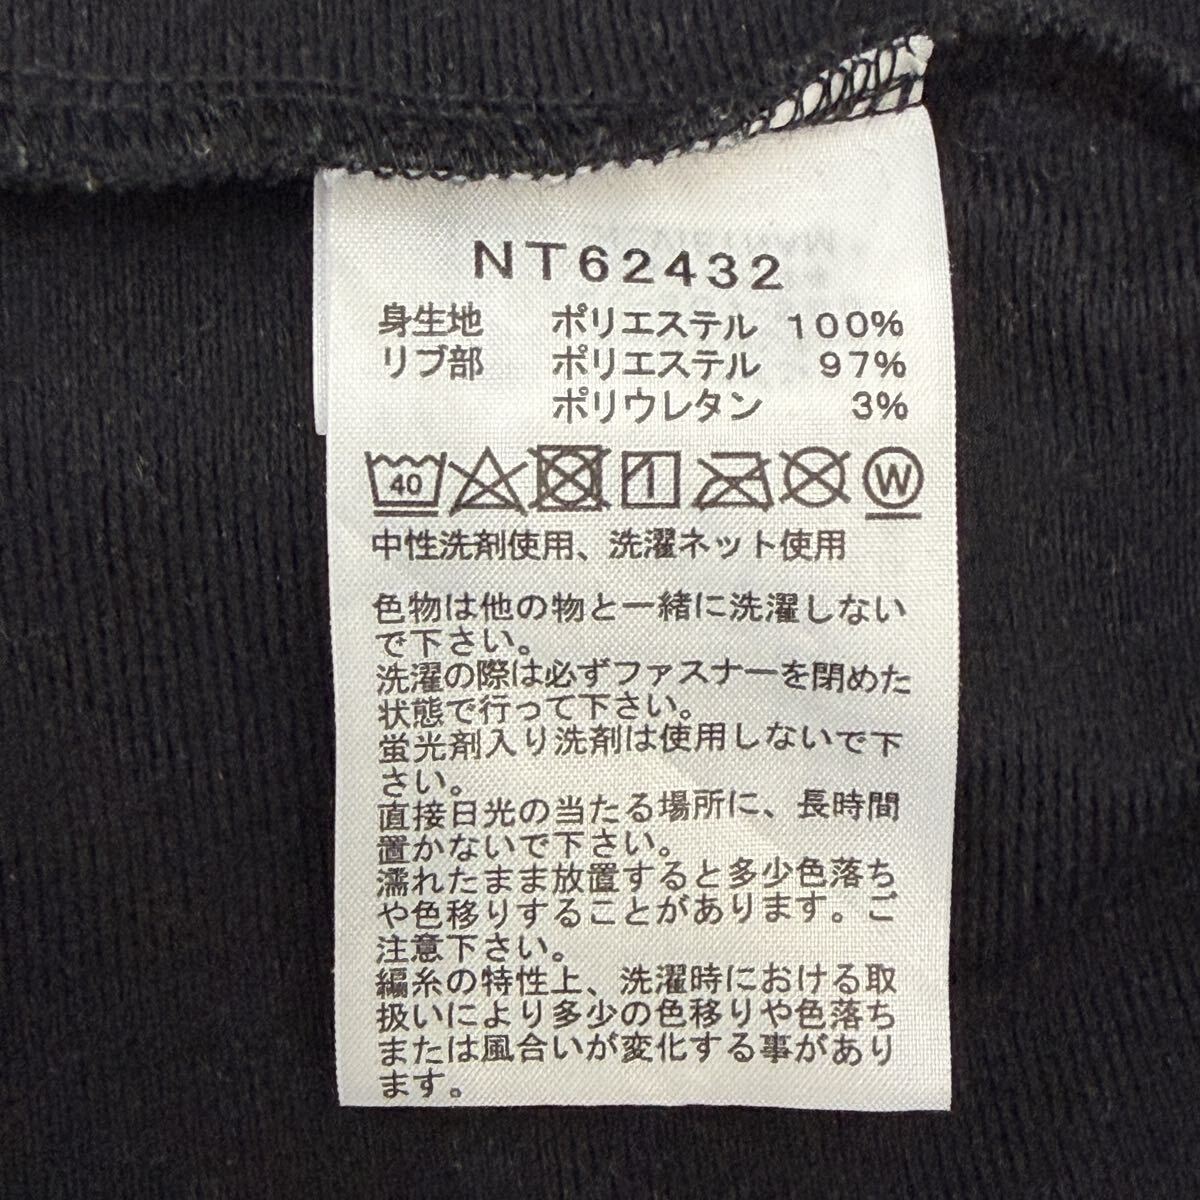 NT62432
身生地 ポリエステル 100%
リブ部 ポリエステル 97%
ポリウレタン 3%
40 W
中性洗剤使用、洗濯ネット使用
色物は他の物と一緒に洗濯しない
で下さい。
洗濯の際は必ずファスナーを閉めた
状態で行って下さい。
蛍光剤入り洗剤は使用しないで下
さい。
直接日光の当たる場所に、長時間
置かないで下さい。
濡れたまま放置すると多少色落ち
や色移りすることがあります。ご
注意下さい。
編糸の特性上、洗濯時における取
扱いにより多少の色移りや色落ち
または風合いが変化する事があり
ます。